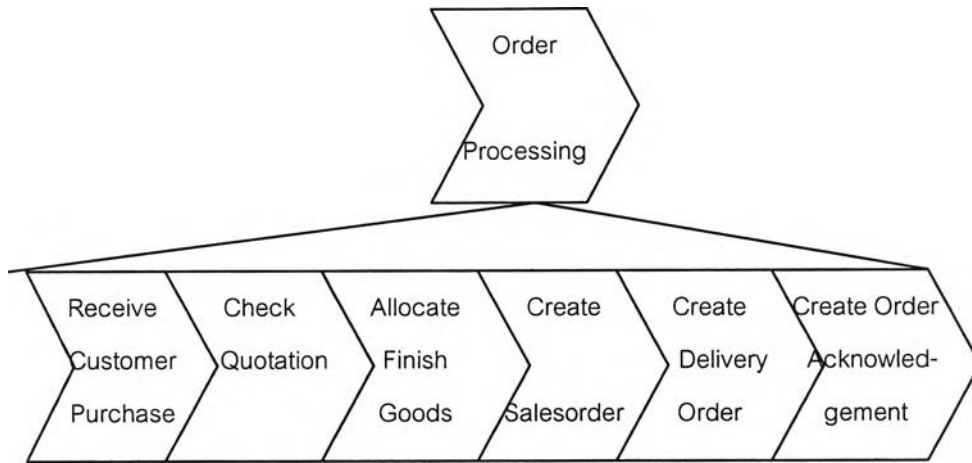 Order
Processing
Receive
Customer
Purchase
Check
Quotation
Allocate
Finish
Goods
Create
Salesorder
Create
Delivery
Order
Create Order
Acknowled-
gement